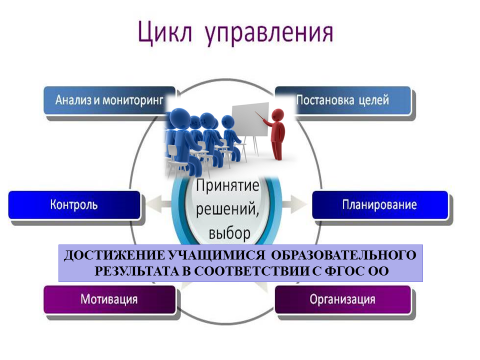 Цикл управления
Анализ и мониторинг
Постановка целей
Принятие
решений,
выбор
Контроль
Планирование
ДОСТИЖЕНИЕ УЧАЩИМИСЯ ОБРАЗОВАТЕЛЬНОГО
РЕЗУЛЬТАТА В СООТВЕТСТВИИ С ФГОС ОО
Мотивация
Организация